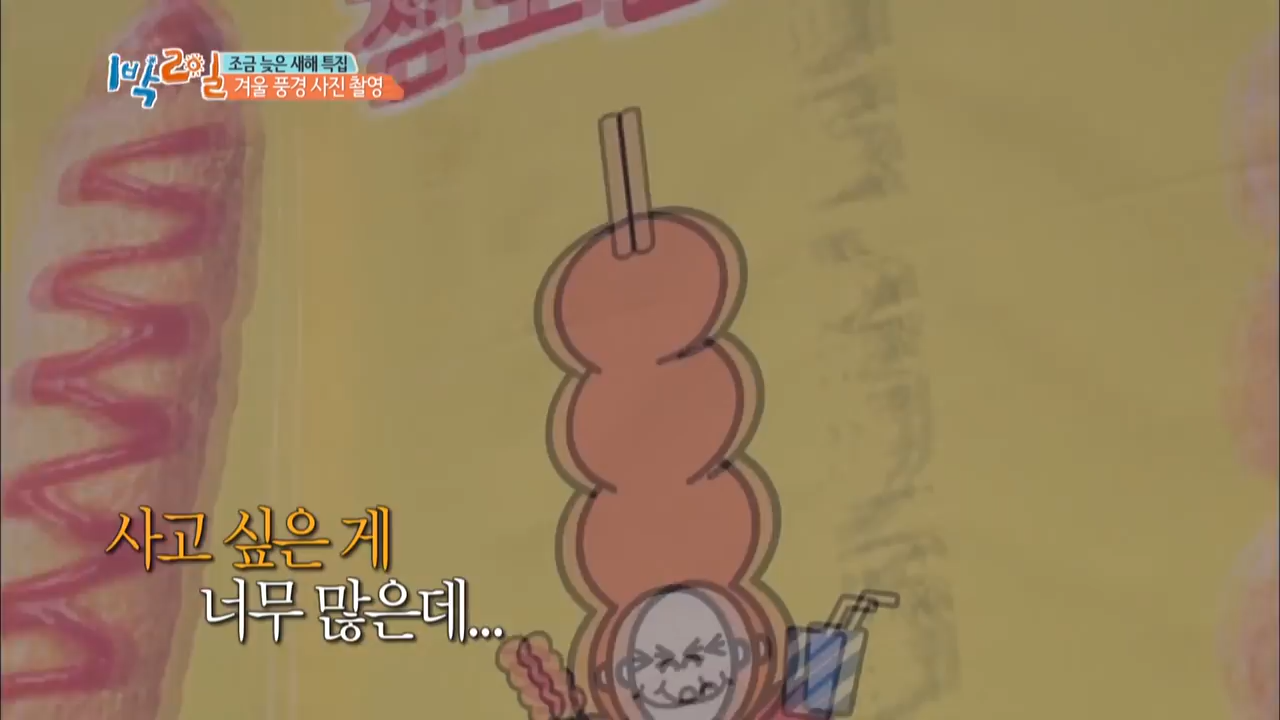 1박2일
조금 늦은 새해 특집
겨울 풍경 사진 촬영
사고 싶은 게
너무 많은데...